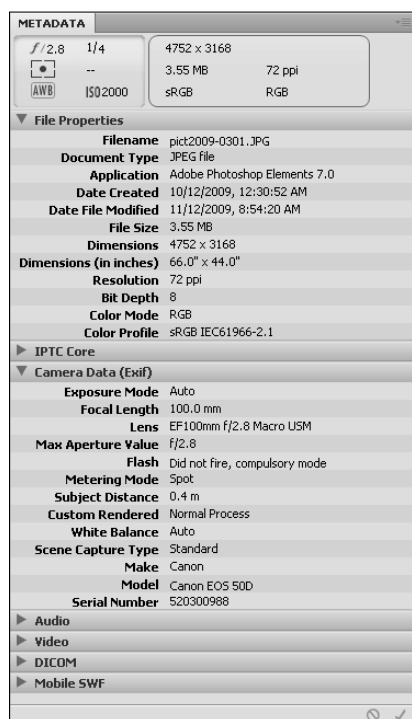 METADATA
f/2.8 1/4
--
AWB ISO2000
4752 x 3168
3.55 MB 72 ppi
sRGB RGB
File Properties
Filename pict2009-0301.JPG
Document Type JPEG file
Application Adobe Photoshop Elements 7.0
Date Created 10/12/2009, 12:30:52 AM
Date File Modified 11/12/2009, 8:54:20 AM
File Size 3.55 MB
Dimensions 4752 x 3168
Dimensions (in inches) 66.0" x 44.0"
Resolution 72 ppi
Bit Depth 8
Color Mode RGB
Color Profile sRGB IEC61966-2.1
IPTC Core
Camera Data (Exif)
Exposure Mode Auto
Focal Length 100.0 mm
Lens EF100mm f/2.8 Macro USM
Max Aperture Value f/2.8
Flash Did not fire, compulsory mode
Metering Mode Spot
Subject Distance 0.4 m
Custom Rendered Normal Process
White Balance Auto
Scene Capture Type Standard
Make Canon
Model Canon EOS 50D
Serial Number 520300988
Audio
Video
DICOM
Mobile SWF